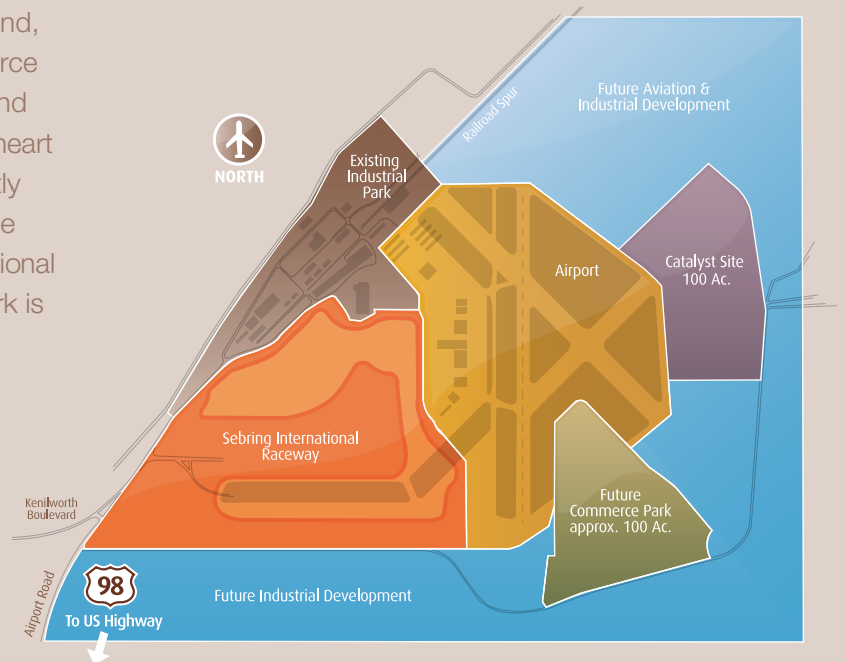 nd,
rce
nd
heart
tly
e
ional
rk is
NORTH
Railroad Spur
Future Aviation &
Industrial Development
Existing
Industrial
Park
Airport
Catalyst Site
100 Ac.
Sebring International
Raceway
Future
Commerce Park
approx. 100 Ac.
Kenilworth
Boulevard
Airport Road
98
To US Highway
Future Industrial Development